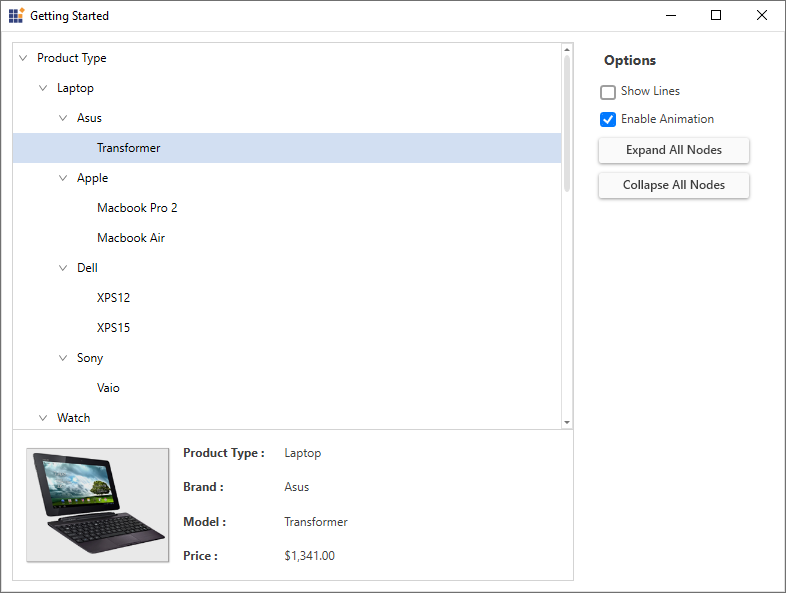 Getting Started
Product Type
Laptop
Asus
Transformer
Apple
Macbook Pro 2
Macbook Air
Dell
XPS12
XPS15
Sony
Vaio
Watch
Options
Show Lines
Enable Animation
Expand All Nodes
Collapse All Nodes
Product Type : Laptop
Brand : Asus
Model : Transformer
Price : $1,341.00